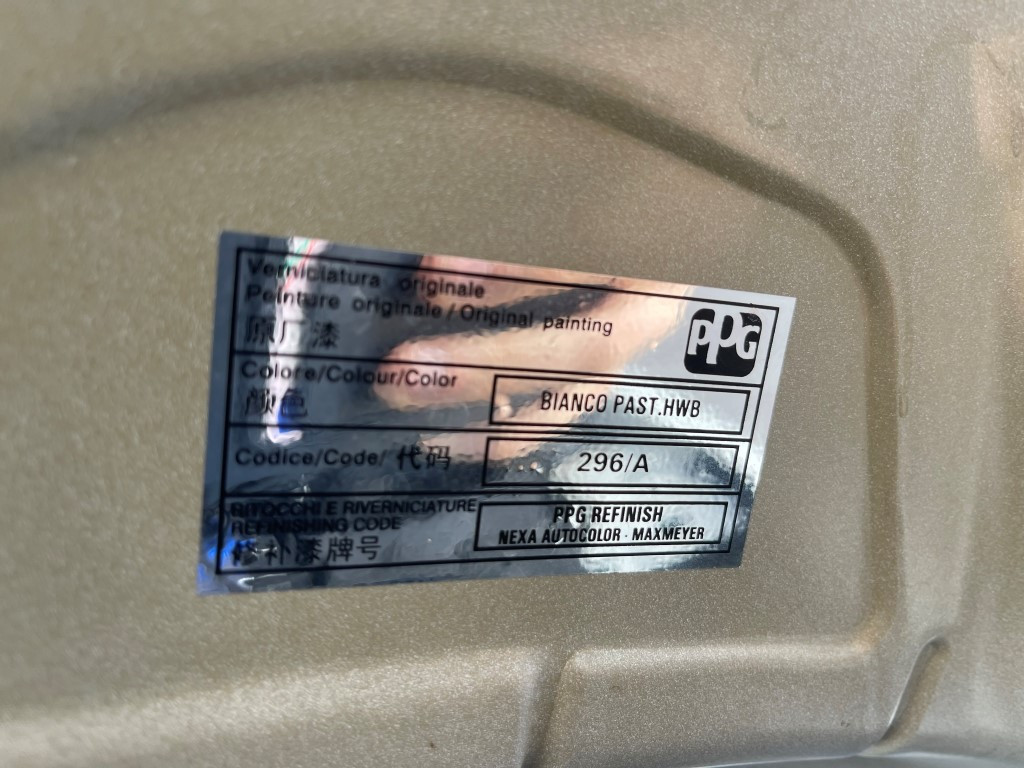 Verniciatura originale
Peinture originale / Original painting
原厂漆
PPG
Colore/Colour/Color
颜色
BIANCO PAST.HWB
Codice/Code/ 代码
296/A
RITOCCHI E RIVERNICIATURE
REFINISHING CODE
修补漆牌号
PPG REFINISH
NEXA AUTOCOLOR - MAXMEYER